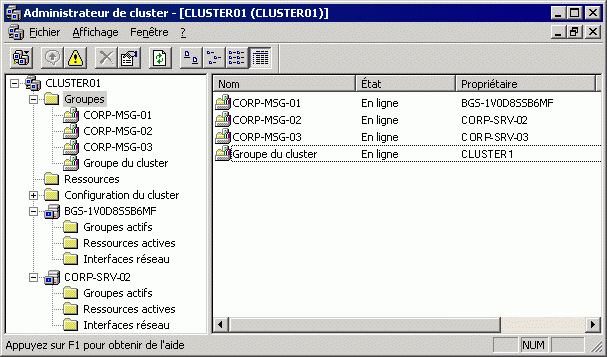 Administrateur de cluster - [CLUSTER01 (CLUSTER01)]
Fichier Affichage Fenêtre ?
CLUSTER01
Groupes
CORP-MSG-01
CORP-MSG-02
CORP-MSG-03
Groupe du cluster
Ressources
Configuration du cluster
BGS-1V0D8SSB6MF
Groupes actifs
Ressources actives
Interfaces réseau
CORP-SRV-02
Groupes actifs
Ressources actives
Interfaces réseau
Nom État Propriétaire
CORP-MSG-01 En ligne BGS-1V0D8SSB6MF
CORP-MSG-02 En ligne CORP-SRV-02
CORP-MSG-03 En ligne CORP-SRV-03
Groupe du cluster En ligne CLUSTER1
Appuyez sur F1 pour obtenir de l'aide NUM